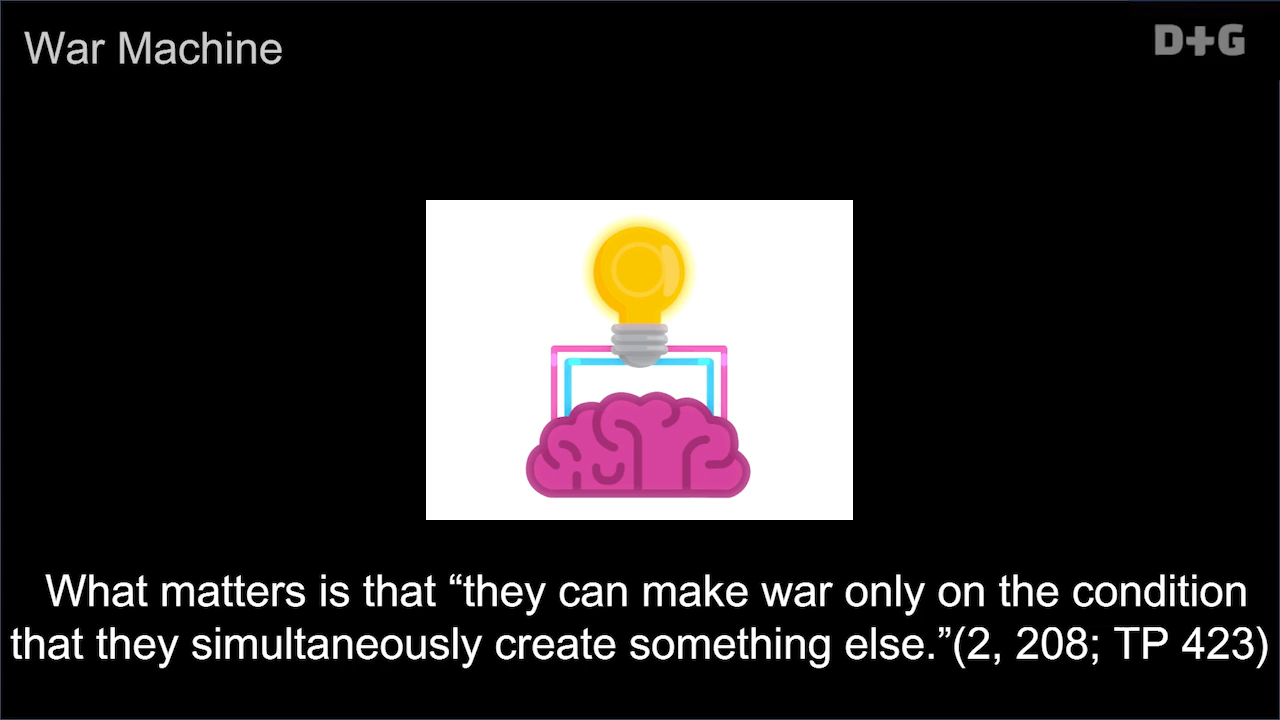 War Machine
D+G
What matters is that “they can make war only on the condition
that they simultaneously create something else.”(2, 208; TP 423)